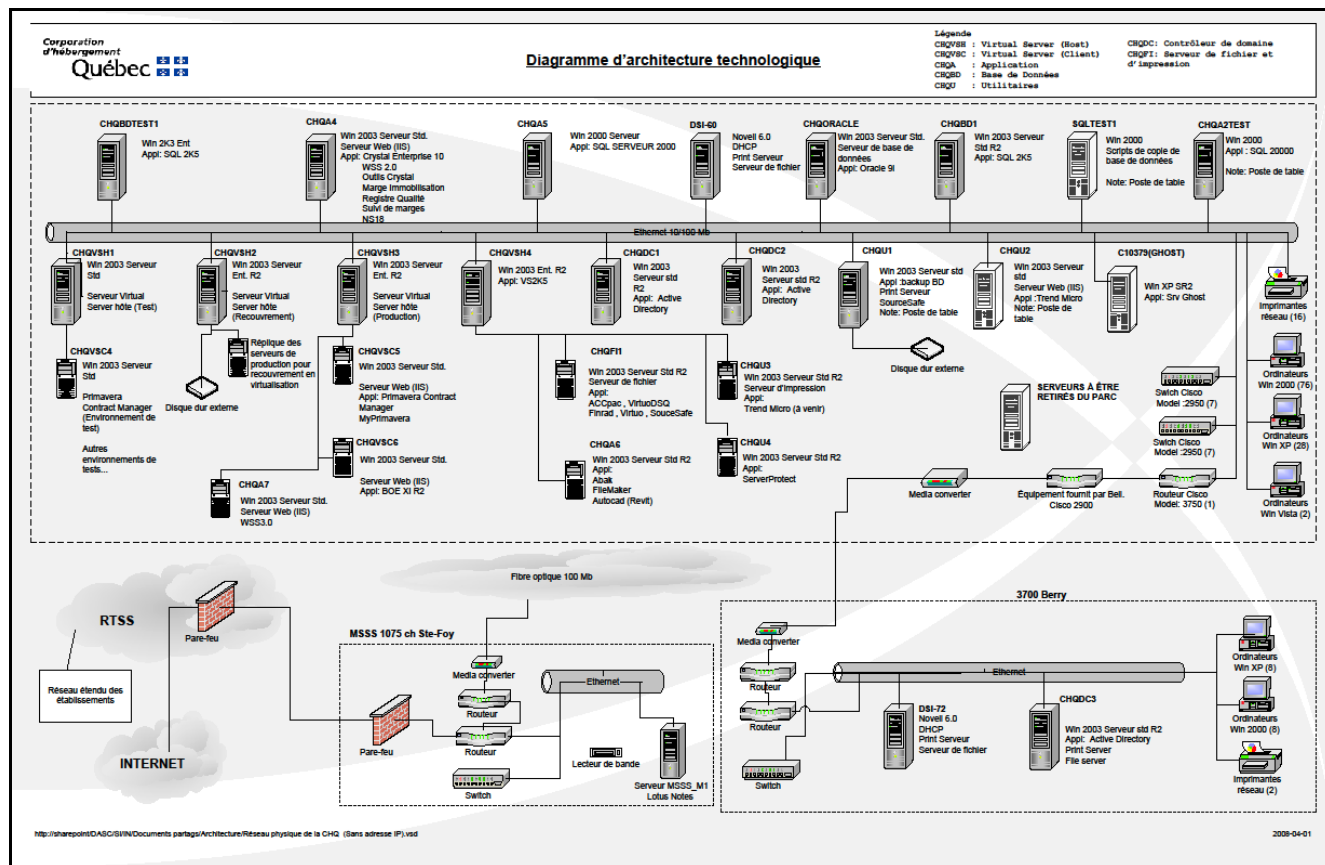 Corporation
d'hébergement
Québec
Diagramme d'architecture technologique
Légende
CHQVSH : Virtual Server (Host)
CHQVSC : Virtual Server (Client)
CHQA : Application
CHQBD : Base de Données
CHQU : Utilitaires
CHQDC: Contrôleur de domaine
CHQFI: Serveur de fichier et
d'impression
CHQBDTEST1
Win 2K3 Ent
Appl: SQL 2K5
CHQA4
Win 2003 Serveur Std.
Serveur Web (IIS)
Appl: Crystal Enterprise 10
WSS 2.0
Outils Crystal
Marge Immobilisation
Registre Qualité
Suivi de marges
NS18
CHQA5
Win 2000 Serveur
Appl: SQL SERVEUR 2000
DSI-60
Novell 6.0
DHCP
Print Serveur
Serveur de fichier
CHQORACLE
Win 2003 Serveur Std.
Serveur de base de
données
Appl: Oracle 9i
CHQBD1
Win 2003 Serveur
Std R2
Appl: SQL 2K5
SQLTEST1
Win 2000
Scripts de copie de
base de données
Note: Poste de table
CHQA2TEST
Win 2000
Appl : SQL 20000
Note: Poste de table
Ethernet 10/100 Mb
CHQVSH1
Win 2003 Serveur
Std
Serveur Virtual
Server hôte (Test)
CHQVSH2
Win 2003 Serveur
Ent. R2
Serveur Virtual
Server hôte
(Recouvrement)
CHQVSH3
Win 2003 Serveur
Ent. R2
Serveur Virtual
Server hôte
(Production)
CHQVSH4
Win 2003 Ent. R2
Appl: VS2K5
CHQDC1
Win 2003
Serveur std
R2
Appl: Active
Directory
CHQDC2
Win 2003
Serveur std R2
Appl: Active
Directory
CHQU1
Win 2003 Serveur std
Appl :backup BD
Print Serveur
SourceSafe
Note: Poste de table
CHQU2
Win 2003 Serveur
std
Serveur Web (IIS)
Appl :Trend Micro
Note: Poste de
table
C10379(GHOST)
Win XP SR2
Appl: Srv Ghost
Imprimantes
réseau (16)
CHQVSC4
Win 2003 Serveur
Std
Primavera
Contract Manager
(Environnement de
test)
Autres
environnements de
tests...
Disque dur externe
Réplique des
serveurs de
production pour
recouvrement en
virtualisation
CHQVSC5
Win 2003 Serveur Std.
Serveur Web (IIS)
Appl: Primavera Contract
Manager
MyPrimavera
CHQFI1
Win 2003 Serveur Std R2
Serveur de fichier
Appl:
ACCpac , VirtuoDSQ
Finrad , Virtuo , SouceSafe
CHQU3
Win 2003 Serveur Std R2
Serveur d'impression
Appl:
Trend Micro (à venir)
Disque dur externe
SERVEURS À ÊTRE
RETIRÉS DU PARC
Swich Cisco
Model :2950 (7)
Swich Cisco
Model :2950 (7)
Ordinateurs
Win 2000 (76)
Ordinateurs
Win XP (28)
Ordinateurs
Win Vista (2)
CHQVSC6
Win 2003 Serveur Std.
Serveur Web (IIS)
Appl: BOE XI R2
CHQA7
Win 2003 Serveur Std.
Serveur Web (IIS)
WSS3.0
CHQA6
Win 2003 Serveur Std R2
Appl:
Abak
FileMaker
Autocad (Revit)
CHQU4
Win 2003 Serveur Std R2
Appl:
ServerProtect
Media converter
Équipement fournit par Bell.
Cisco 2900
Routeur Cisco
Model: 3750 (1)
Fibre optique 100 Mb
RTSS
Pare-feu
Réseau étendu des
établissements
INTERNET
MSSS 1075 ch Ste-Foy
Media converter
Routeur
Pare-feu
Routeur
Switch
Ethernet
Lecteur de bande
Serveur MSSS_M1
Lotus Notes
3700 Berry
Media converter
Routeur
Routeur
Switch
Ethernet
DSI-72
Novell 6.0
DHCP
Print Serveur
Serveur de fichier
CHQDC3
Win 2003 Serveur std R2
Appl: Active Directory
Print Server
File server
Ordinateurs
Win XP (8)
Ordinateurs
Win 2000 (8)
Imprimantes
réseau (2)
http://sharepoint/DASC/SI/IN/Documents partags/Architecture/Réseau physique de la CHQ (Sans adresse IP).vsd
2008-04-01